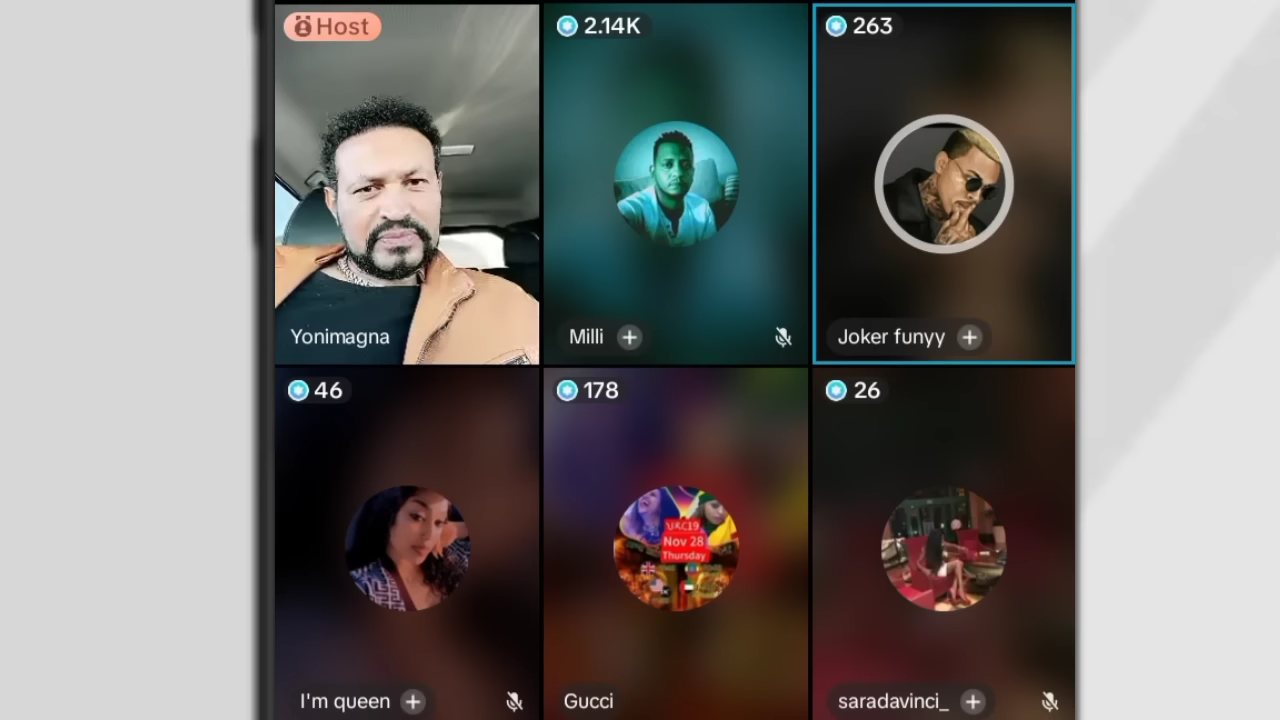 Host
2.14K
263
Yonimagna
Milli
Joker funyy
46
178
26
UKC19
Nov 28
Thursday
I'm queen
Gucci
saradavinci_